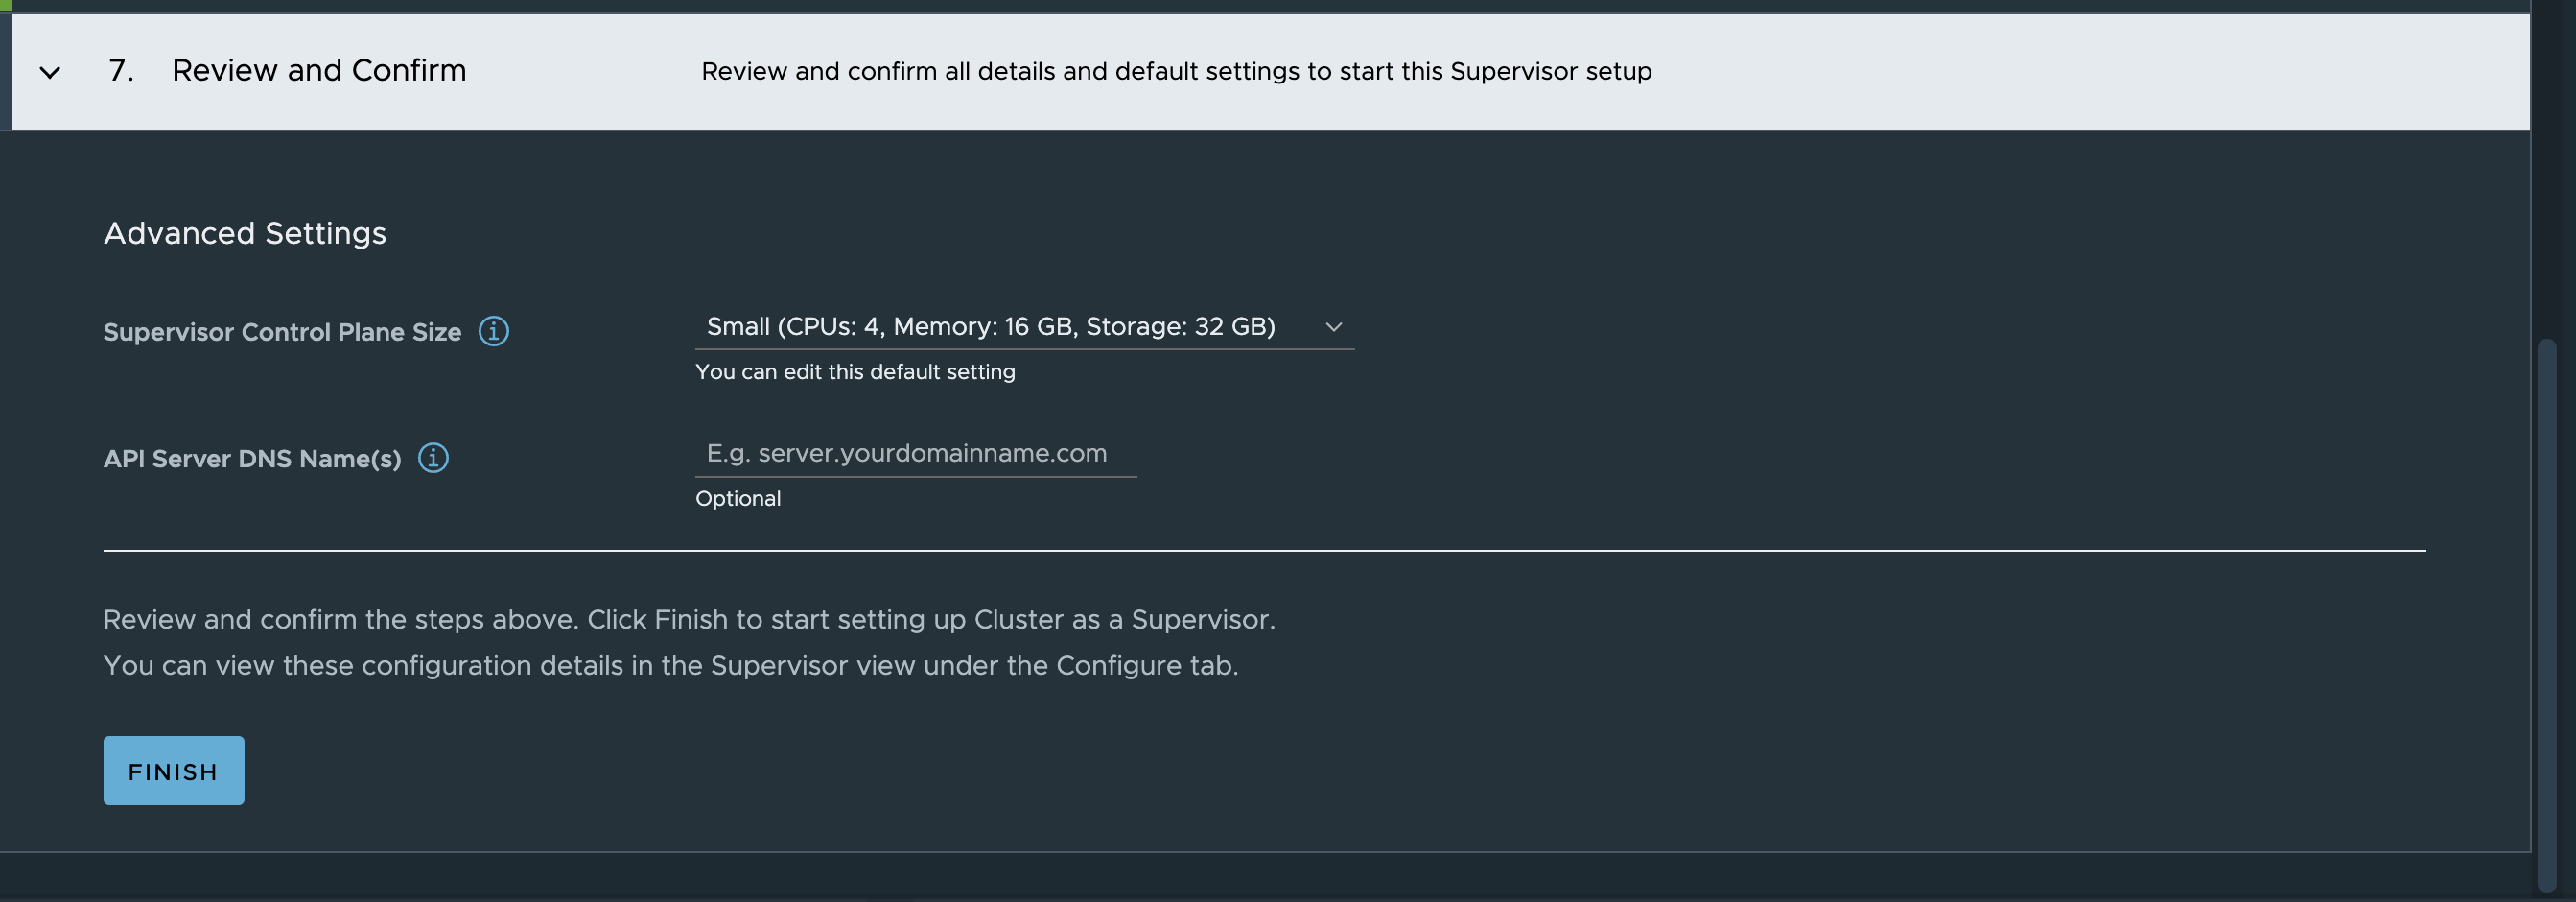 7. Review and Confirm Review and confirm all details and default settings to start this Supervisor setup
Advanced Settings
Supervisor Control Plane Size Small (CPUs: 4, Memory: 16 GB, Storage: 32 GB)
You can edit this default setting
API Server DNS Name(s) E.g. server.yourdomainname.com
Optional
Review and confirm the steps above. Click Finish to start setting up Cluster as a Supervisor.
You can view these configuration details in the Supervisor view under the Configure tab.
FINISH